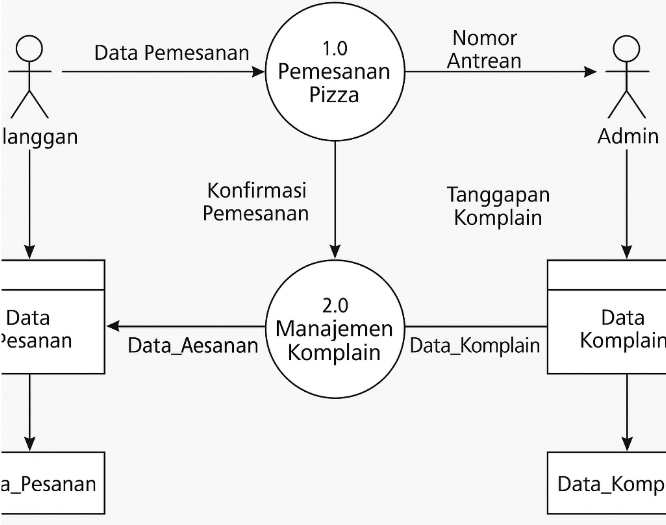 Data Pemesanan
1.0
Pemesanan
Pizza
Nomor
Antrean
langgan
Admin
Konfirmasi
Pemesanan
Tanggapan
Komplain
Data
Pesanan
2.0
Manajemen
Komplain
Data
Komplain
Data_Aesanan
Data_Komplain
a_Pesanan
Data_Komp